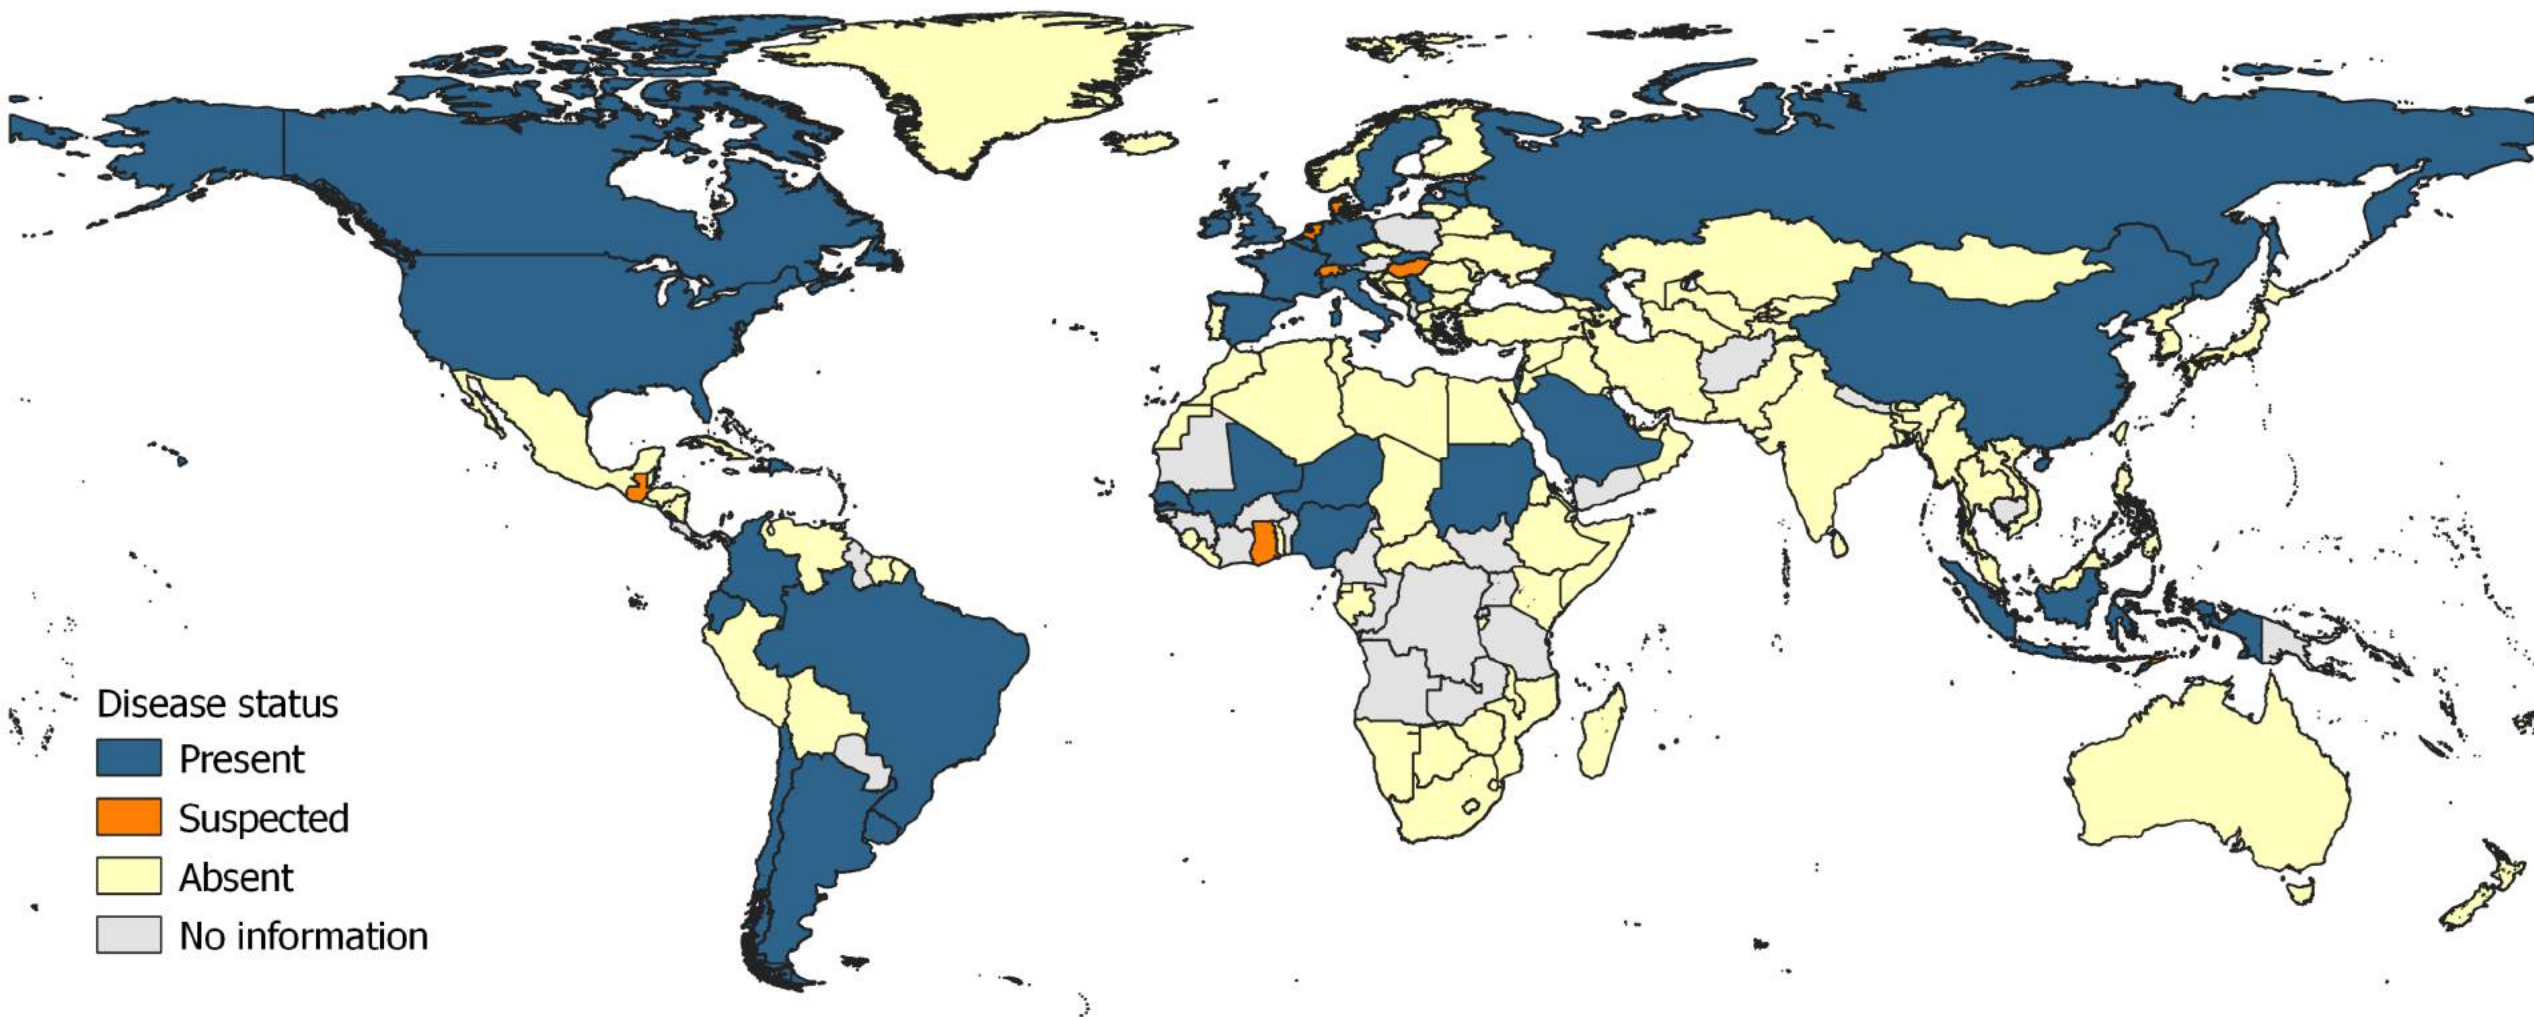 Disease status
Present
Suspected
Absent
No information